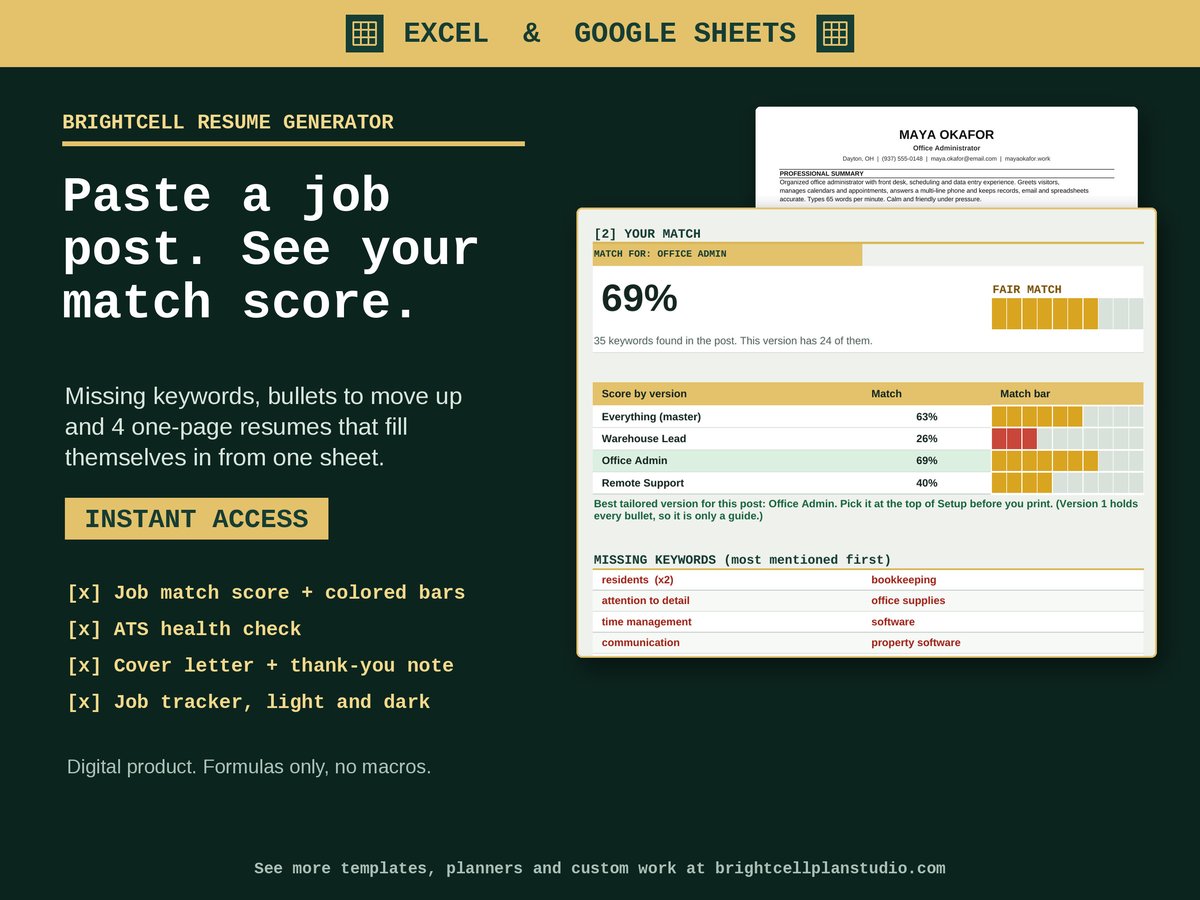 EXCEL & GOOGLE SHEETS
BRIGHTCELL RESUME GENERATOR
Paste a job
post. See your
match score.
Missing keywords, bullets to move up
and 4 one-page resumes that fill
themselves in from one sheet.
INSTANT ACCESS
[x] Job match score + colored bars
[x] ATS health check
[x] Cover letter + thank-you note
[x] Job tracker, light and dark
Digital product. Formulas only, no macros.
MAYA OKAFOR
Office Administrator
Dayton, OH | (937) 555-0148 | maya.okafor@email.com | mayaokafor.work
PROFESSIONAL SUMMARY
Organized office administrator with front desk, scheduling and data entry experience. Greets visitors,
manages calendars and appointments, answers a multi-line phone and keeps records, email and spreadsheets
accurate. Types 65 words per minute. Calm and friendly under pressure.
[2] YOUR MATCH
MATCH FOR: OFFICE ADMIN
69%
FAIR MATCH
35 keywords found in the post. This version has 24 of them.
Score by version Match Match bar
Everything (master) 63%
Warehouse Lead 26%
Office Admin 69%
Remote Support 40%
Best tailored version for this post: Office Admin. Pick it at the top of Setup before you print. (Version 1 holds
every bullet, so it is only a guide.)
MISSING KEYWORDS (most mentioned first)
residents (x2) bookkeeping
attention to detail office supplies
time management software
communication property software
See more templates, planners and custom work at brightcellplanstudio.com